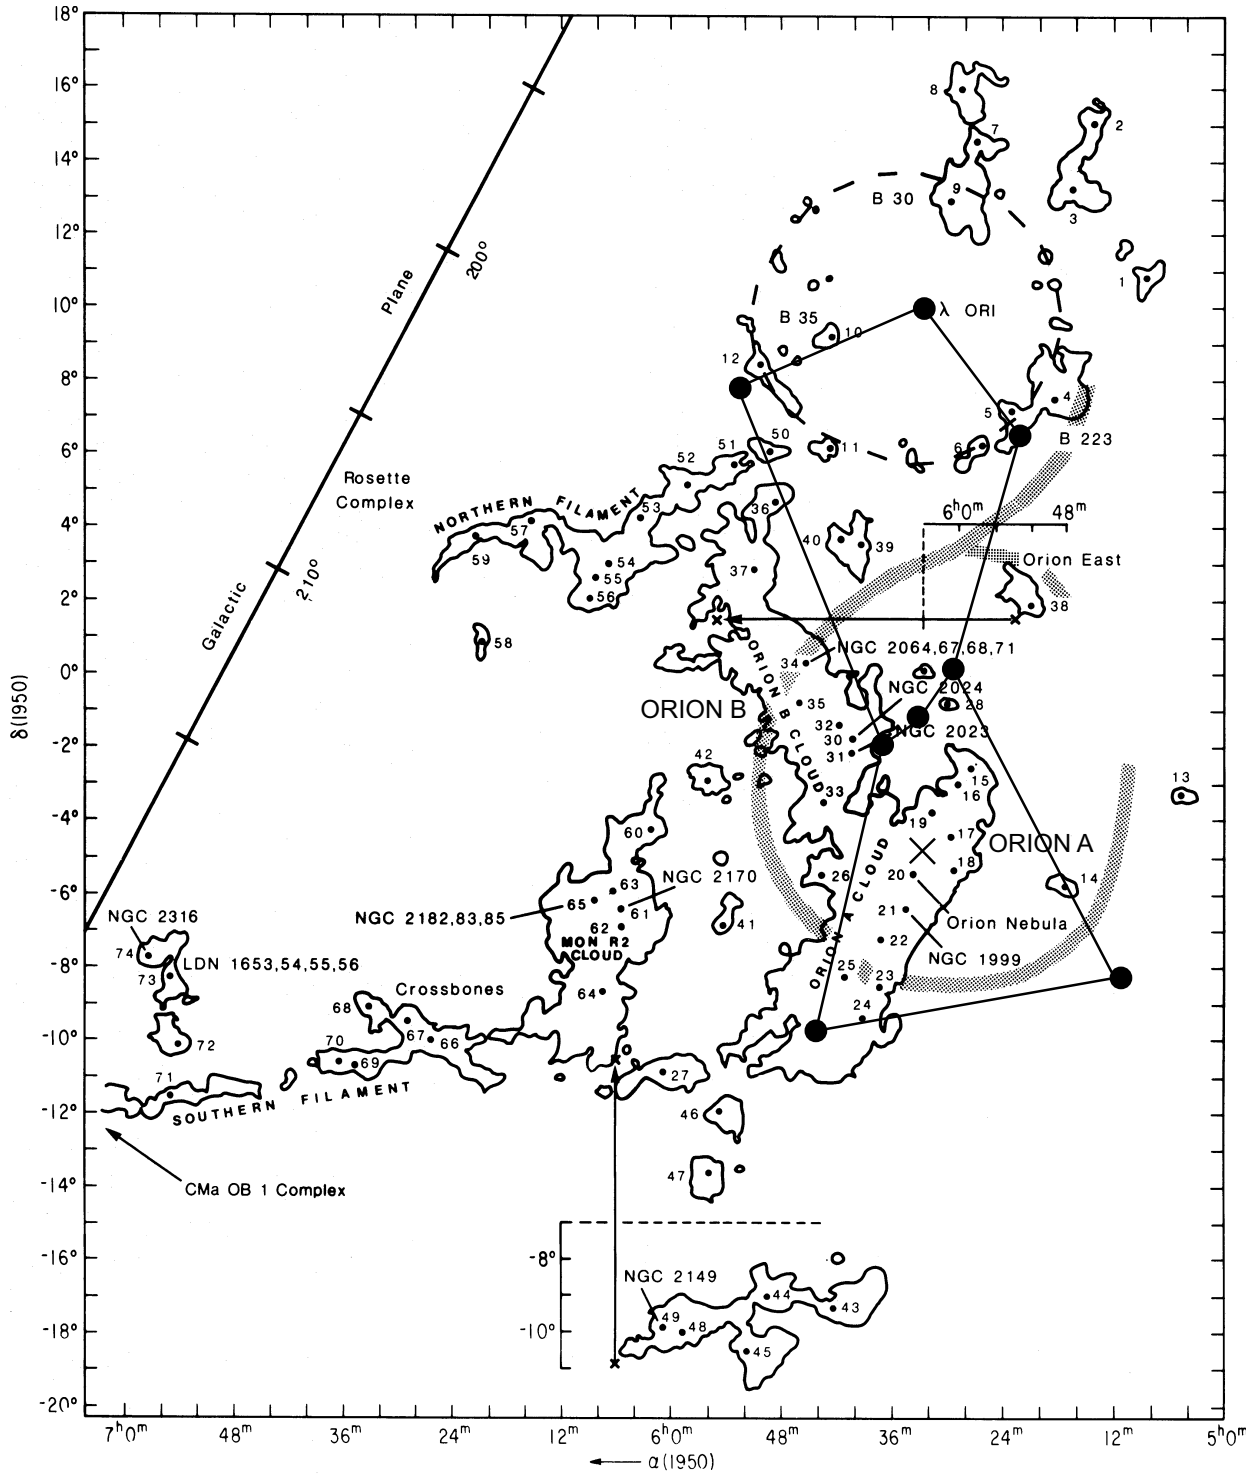 18°
16°
14°
12°
10°
8°
6°
4°
2°
0°
-2°
-4°
-6°
-8°
-10°
-12°
-14°
-16°
-18°
-20°
δ(1950)
7h0m
48m
36m
24m
12m
6h0m
48m
36m
24m
12m
5h0m
α(1950)
Galactic
Plane
200°
210°
8
7
2
9
B 30
3
1
λ ORI
B 35
10
12
4
5
B 223
6
11
50
51
52
NORTHERN FILAMENT
53
57
59
54
55
56
58
Rosette
Complex
36
37
40
39
6h0m
48m
Orion East
38
34
NGC 2064,67,68,71
NGC 2024
28
NGC 2023
35
32
30
31
33
ORION B
ORION B CLOUD
42
13
15
16
19
17
18
ORION A
20
14
26
ORION A CLOUD
Orion Nebula
21
NGC 1999
22
25
23
24
41
60
63
NGC 2170
65
61
NGC 2182,83,85
62
MON R2
CLOUD
64
NGC 2316
74
73
LDN 1653,54,55,56
72
Crossbones
68
67
66
70
69
71
SOUTHERN FILAMENT
27
46
47
CMa OB 1 Complex
-8°
-10°
NGC 2149
44
43
49
48
45